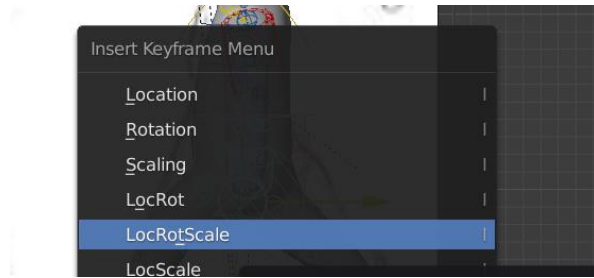 Insert Keyframe Menu
Location I
Rotation I
Scaling I
LocRot I
LocRotScale I
LocScale